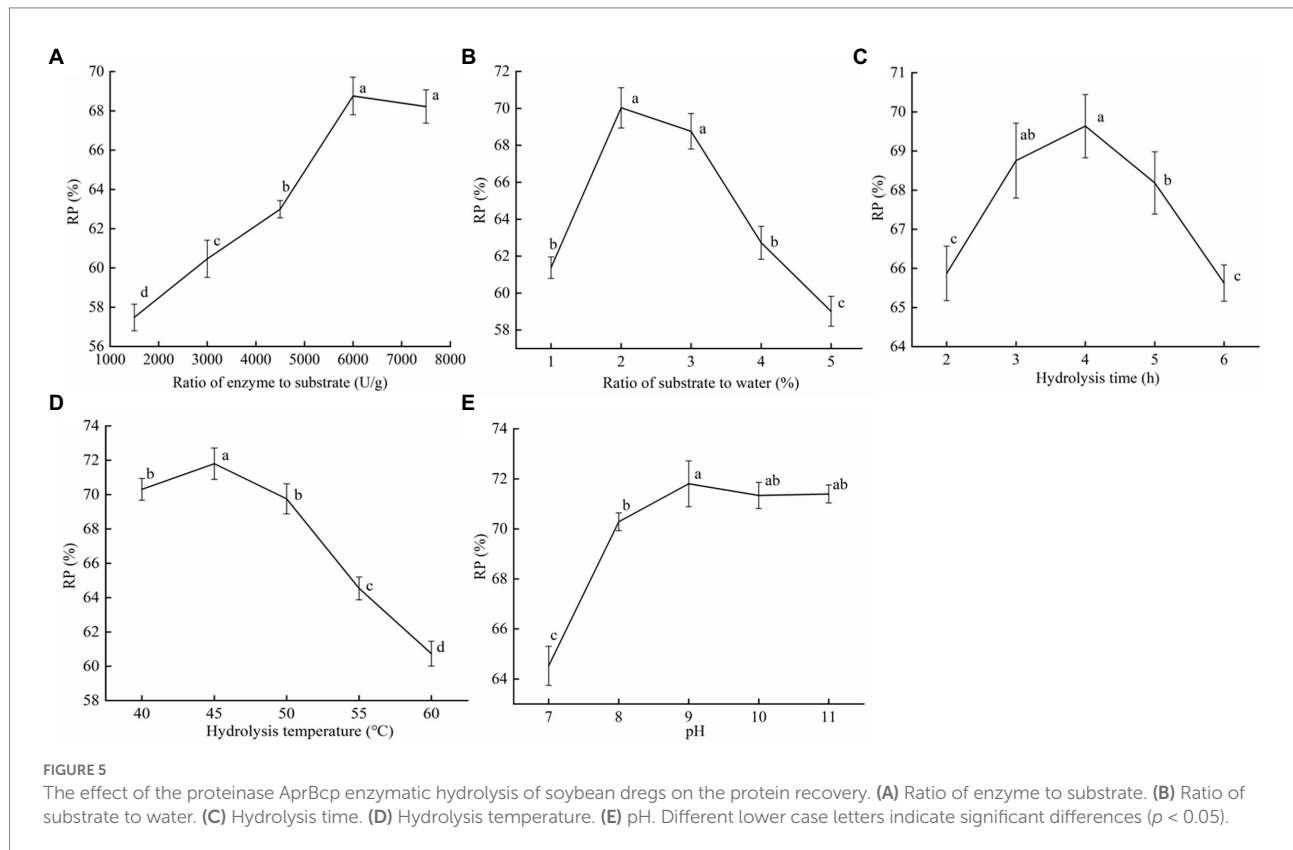 A
RP (%)
70
68
66
64
62
60
58
56
d
c
b
a
a
1000 2000 3000 4000 5000 6000 7000 8000
Ratio of enzyme to substrate (U/g)
B
RP (%)
72
70
68
66
64
62
60
58
b
a
a
b
c
1 2 3 4 5
Ratio of substrate to water (%)
C
RP (%)
71
70
69
68
67
66
65
64
c
ab
a
b
c
2 3 4 5 6
Hydrolysis time (h)
D
RP (%)
74
72
70
68
66
64
62
60
58
b
a
b
c
d
40 45 50 55 60
Hydrolysis temperature (°C)
E
RP (%)
74
72
70
68
66
64
c
b
a
ab
ab
7 8 9 10 11
pH
FIGURE 5
The effect of the proteinase AprBcp enzymatic hydrolysis of soybean dregs on the protein recovery. (A) Ratio of enzyme to substrate. (B) Ratio of
substrate to water. (C) Hydrolysis time. (D) Hydrolysis temperature. (E) pH. Different lower case letters indicate significant differences (p < 0.05).